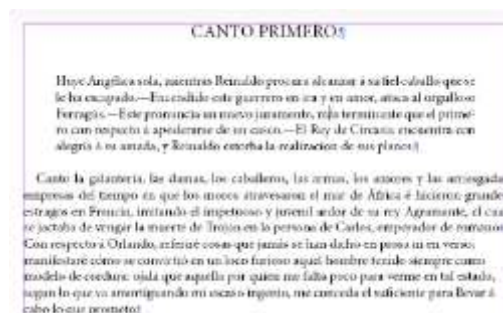 CANTO PRIMERO¶
Huye Angélica sola, mientras Reinaldo procura alcanzar á su fiel caballo que se
le ha escapado.—Encendido este guerrero en ira y en amor, ataca al orgulloso
Ferragús.—Este pronuncia un nuevo juramento, más terminante que el prime-
ro con respecto á apoderarse de un casco.—El Rey de Circasia encuentra con
alegría á su amada, y Reinaldo estorba la realización de sus planes¶
Canto la galantería, las damas, los caballeros, las armas, los amores y las arriesgada
empresas del tiempo en que los moros atravesaron el mar de África é hicieron grande
estragos en Francia, imitando el impetuoso y juvenil ardor de su rey Agramante, el cu
se jactaba de vengar la muerte de Troján en la persona de Carlos, emperador de romanos
Con respecto á Orlando, referiré cosas que jamás se han dicho en prosa ni en verso;
manifestaré cómo se convirtió en un loco furioso aquel hombre tenido siempre como
modelo de cordura; ojalá que aquella por quien me falta poco para verme en tal estado,
según lo que va amortiguando mi escaso ingenio, me conceda el suficiente para llevar á
cabo lo que prometo¶